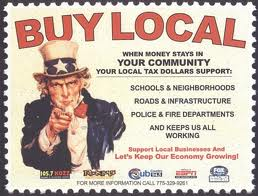 BUY LOCAL
WHEN MONEY STAYS IN
YOUR COMMUNITY
YOUR LOCAL TAX DOLLARS SUPPORT:
SCHOOLS & NEIGHBORHOODS
ROADS & INFRASTRUCTURE
POLICE & FIRE DEPARTMENTS
AND KEEPS US ALL
WORKING
Support Local Businesses And
Let's Keep Our Economy Growing!
105.7 KOZZ
ESPN
FOX
FOR MORE INFORMATION CALL 775-329-9261